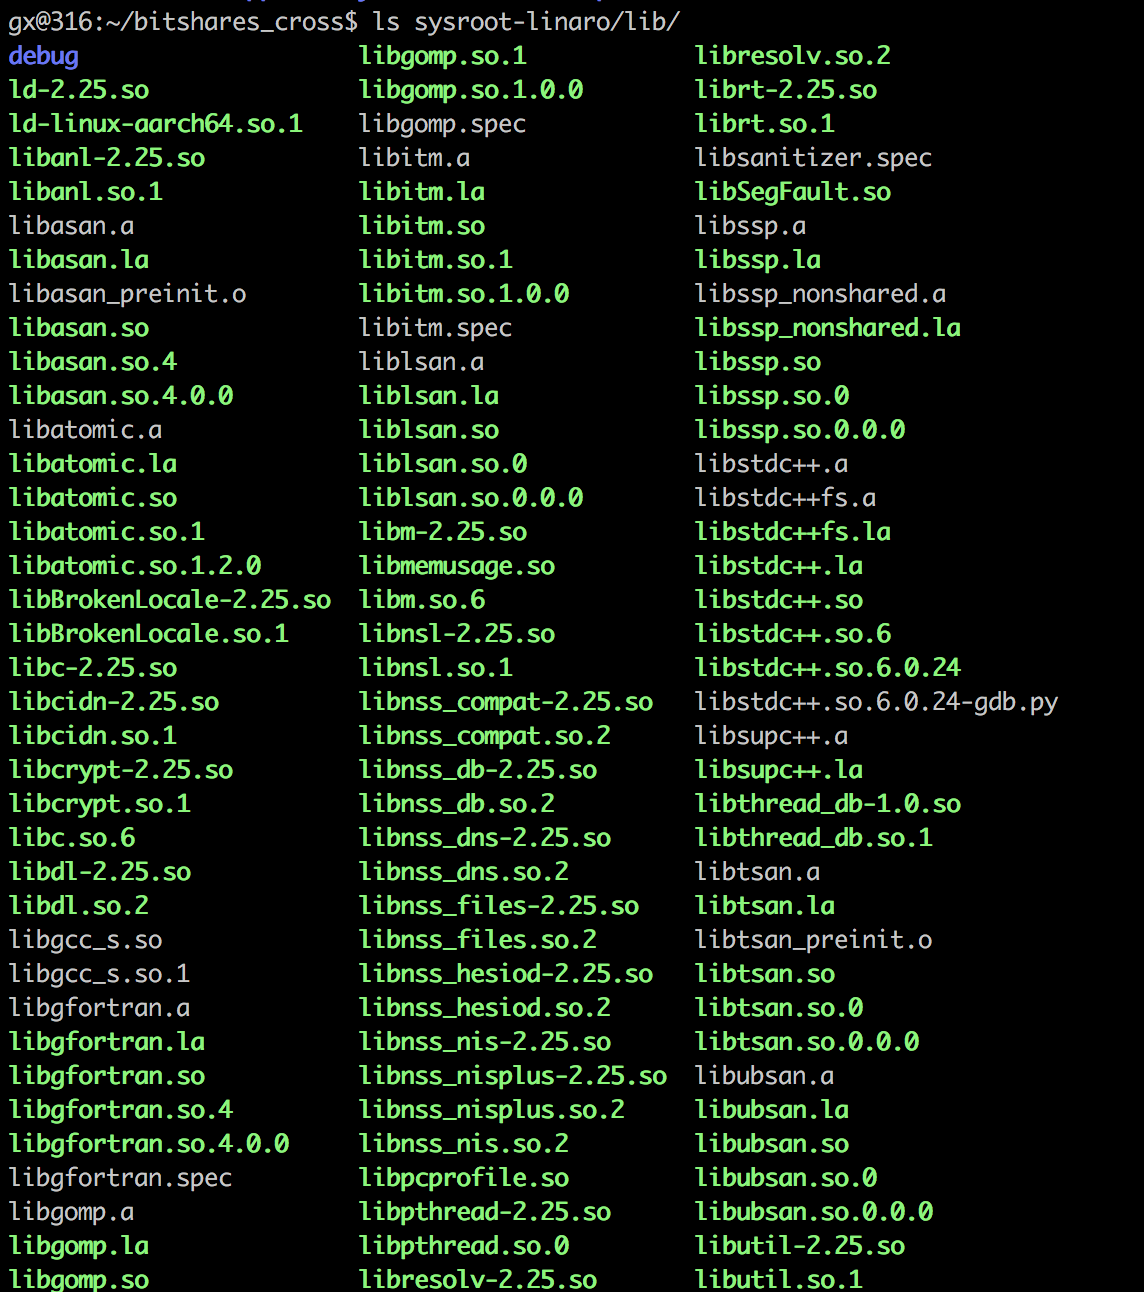 gx@316:~/bitshares_cross$ ls sysroot-linaro/lib/
debug libgomp.so.1 libresolv.so.2
ld-2.25.so libgomp.so.1.0.0 librt-2.25.so
ld-linux-aarch64.so.1 libgomp.spec librt.so.1
libanl-2.25.so libitm.a libsanitizer.spec
libanl.so.1 libitm.la libSegFault.so
libasan.a libitm.so libssp.a
libasan.la libitm.so.1 libssp.la
libasan_preinit.o libitm.so.1.0.0 libssp_nonshared.a
libasan.so libitm.spec libssp_nonshared.la
libasan.so.4 liblsan.a libssp.so
libasan.so.4.0.0 liblsan.la libssp.so.0
libatomic.a liblsan.so libssp.so.0.0.0
libatomic.la liblsan.so.0 libstdc++.a
libatomic.so liblsan.so.0.0.0 libstdc++fs.a
libatomic.so.1 libm-2.25.so libstdc++fs.la
libatomic.so.1.2.0 libmemusage.so libstdc++.la
libBrokenLocale-2.25.so libm.so.6 libstdc++.so
libBrokenLocale.so.1 libnsl-2.25.so libstdc++.so.6
libc-2.25.so libnsl.so.1 libstdc++.so.6.0.24
libcidn-2.25.so libnss_compat-2.25.so libstdc++.so.6.0.24-gdb.py
libcidn.so.1 libnss_compat.so.2 libsupc++.a
libcrypt-2.25.so libnss_db-2.25.so libsupc++.la
libcrypt.so.1 libnss_db.so.2 libthread_db-1.0.so
libc.so.6 libnss_dns-2.25.so libthread_db.so.1
libdl-2.25.so libnss_dns.so.2 libtsan.a
libdl.so.2 libnss_files-2.25.so libtsan.la
libgcc_s.so libnss_files.so.2 libtsan_preinit.o
libgcc_s.so.1 libnss_hesiod-2.25.so libtsan.so
libgfortran.a libnss_hesiod.so.2 libtsan.so.0
libgfortran.la libnss_nis-2.25.so libtsan.so.0.0.0
libgfortran.so libnss_nisplus-2.25.so libubsan.a
libgfortran.so.4 libnss_nisplus.so.2 libubsan.la
libgfortran.so.4.0.0 libnss_nis.so.2 libubsan.so
libgfortran.spec libpcprofile.so libubsan.so.0
libgomp.a libpthread-2.25.so libubsan.so.0.0.0
libgomp.la libpthread.so.0 libutil-2.25.so
libgomp.so libresolv-2.25.so libutil.so.1